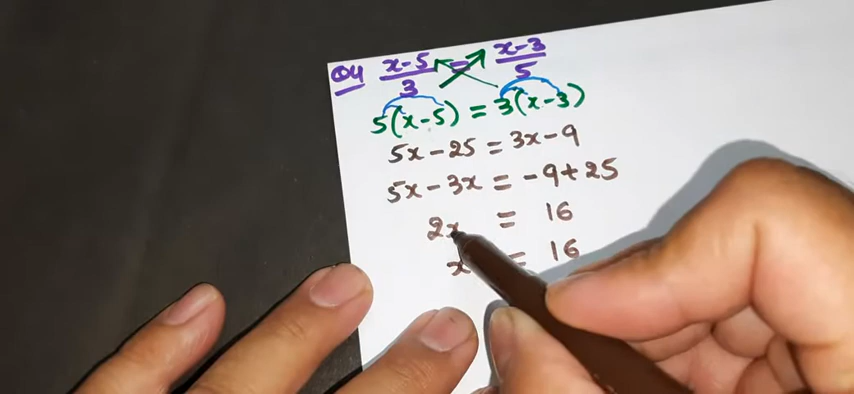 Q4 x-5/3 = x-3/5
5(x-5) = 3(x-3)
5x-25 = 3x-9
5x-3x = -9+25
2x = 16
x = 16